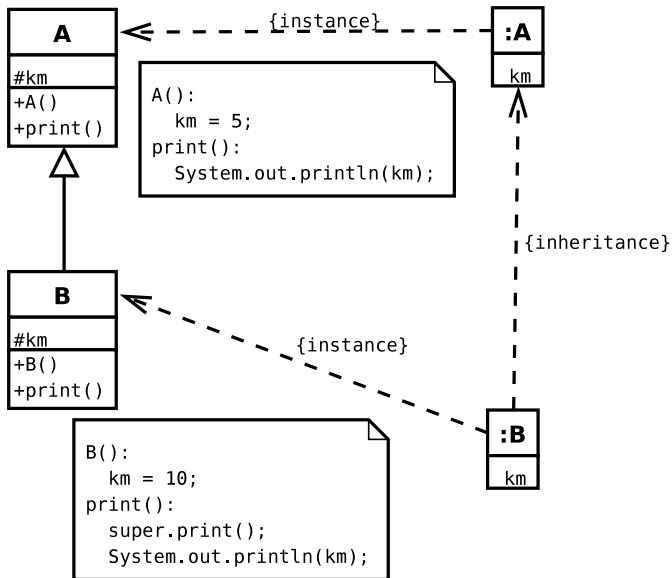 A
#km
+A()
+print()
{instance}
:A
km
A():
km = 5;
print():
System.out.println(km);
{inheritance}
B
#km
+B()
+print()
{instance}
:B
km
B():
km = 10;
print():
super.print();
System.out.println(km);